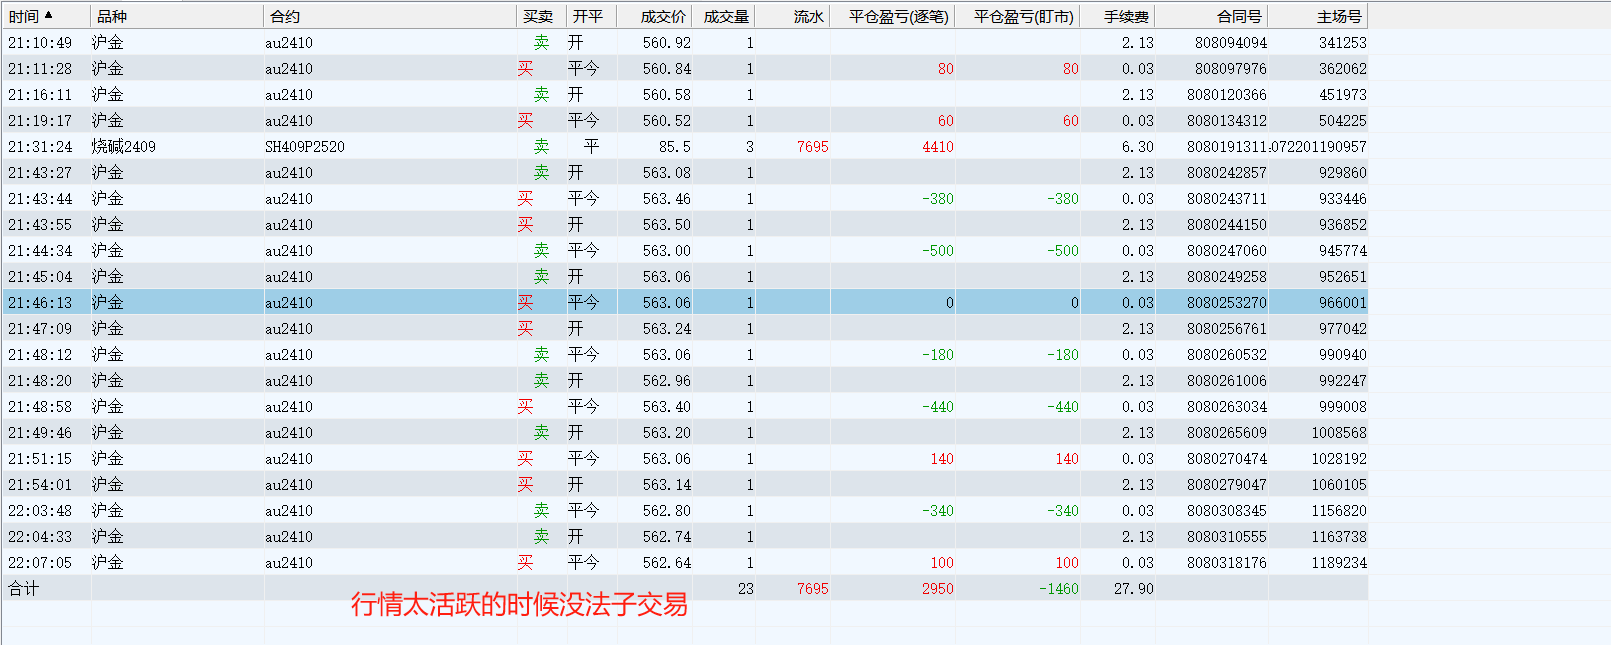 时间▲ 品种 合约 买卖 开平 成交价 成交量 流水 平仓盈亏(逐笔) 平仓盈亏(盯市) 手续费 合同号 主场号
21:10:49 沪金 au2410 卖 开 560.92 1 2.13 808094094 341253
21:11:28 沪金 au2410 买 平今 560.84 1 80 80 0.03 808097976 362062
21:16:11 沪金 au2410 卖 开 560.58 1 2.13 8080120366 451973
21:19:17 沪金 au2410 买 平今 560.52 1 60 60 0.03 8080134312 504225
21:31:24 烧碱2409 SH409P2520 卖 平 85.5 3 7695 4410 6.30 8080191311 072201190957
21:43:27 沪金 au2410 卖 开 563.08 1 2.13 8080242857 929860
21:43:44 沪金 au2410 买 平今 563.46 1 -380 -380 0.03 8080243711 933446
21:43:55 沪金 au2410 买 开 563.50 1 2.13 8080244150 936852
21:44:34 沪金 au2410 卖 平今 563.00 1 -500 -500 0.03 8080247060 945774
21:45:04 沪金 au2410 卖 开 563.06 1 2.13 8080249258 952651
21:46:13 沪金 au2410 买 平今 563.06 1 0 0 0.03 8080253270 966001
21:47:09 沪金 au2410 买 开 563.24 1 2.13 8080256761 977042
21:48:12 沪金 au2410 卖 平今 563.06 1 -180 -180 0.03 8080260532 990940
21:48:20 沪金 au2410 卖 开 562.96 1 2.13 8080261006 992247
21:48:58 沪金 au2410 买 平今 563.40 1 -440 -440 0.03 8080263034 999008
21:49:46 沪金 au2410 卖 开 563.20 1 2.13 8080265609 1008568
21:51:15 沪金 au2410 买 平今 563.06 1 140 140 0.03 8080270474 1028192
21:54:01 沪金 au2410 买 开 563.14 1 2.13 8080279047 1060105
22:03:48 沪金 au2410 卖 平今 562.80 1 -340 -340 0.03 8080308345 1156820
22:04:33 沪金 au2410 卖 开 562.74 1 2.13 8080310555 1163738
22:07:05 沪金 au2410 买 平今 562.64 1 100 100 0.03 8080318176 1189234
合计 23 7695 2950 -1460 27.90
行情太活跃的时候没法子交易